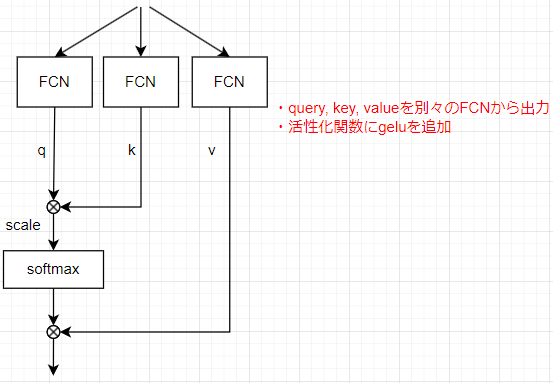 FCN
FCN
FCN
・query, key, valueを別々のFCNから出力
・活性化関数にgeluを追加
q
k
v
scale
softmax